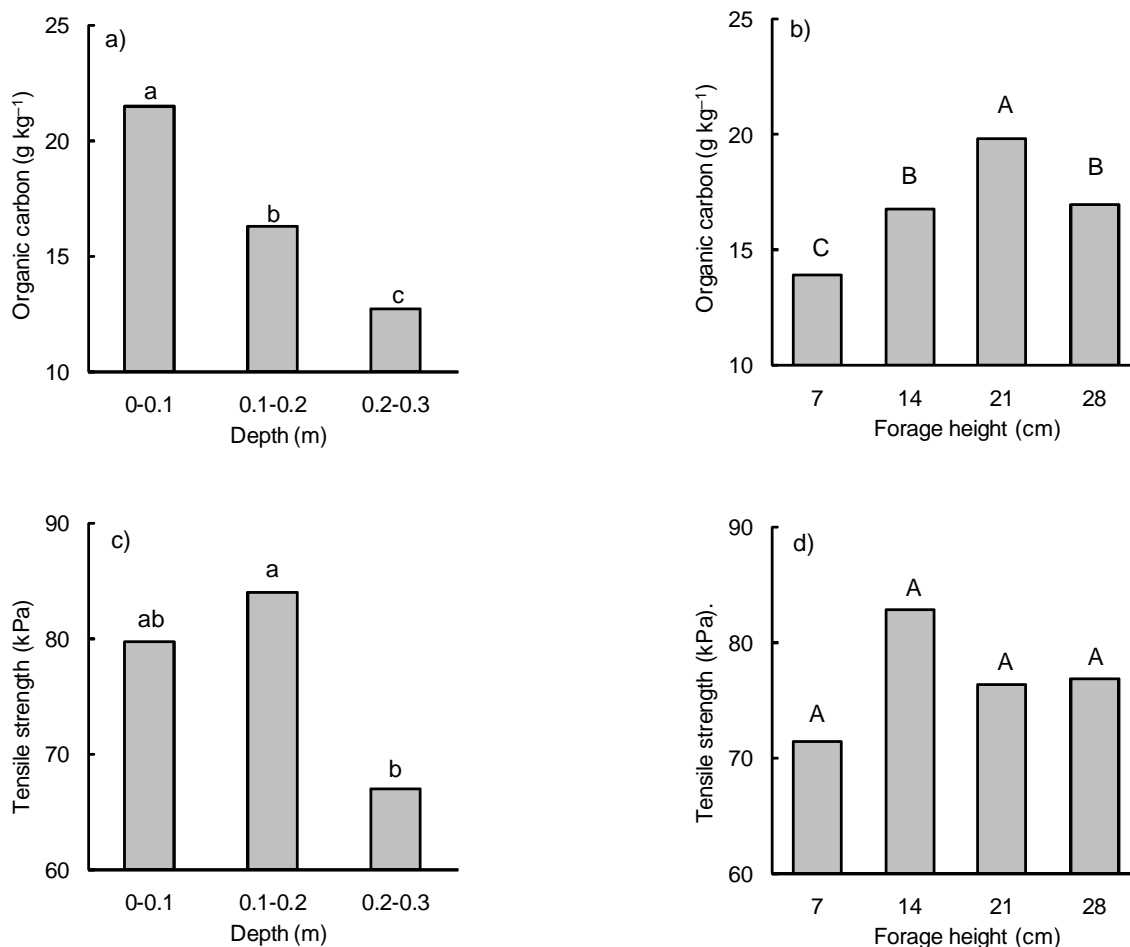 a)
Organic carbon (g kg⁻¹)
25
20
15
10
a
b
c
0-0.1 0.1-0.2 0.2-0.3
Depth (m)
b)
Organic carbon (g kg⁻¹)
25
20
15
10
C
B
A
B
7 14 21 28
Forage height (cm)
c)
Tensile strength (kPa)
90
80
70
60
ab
a
b
0-0.1 0.1-0.2 0.2-0.3
Depth (m)
d)
Tensile strength (kPa).
90
80
70
60
A
A
A
A
7 14 21 28
Forage height (cm)